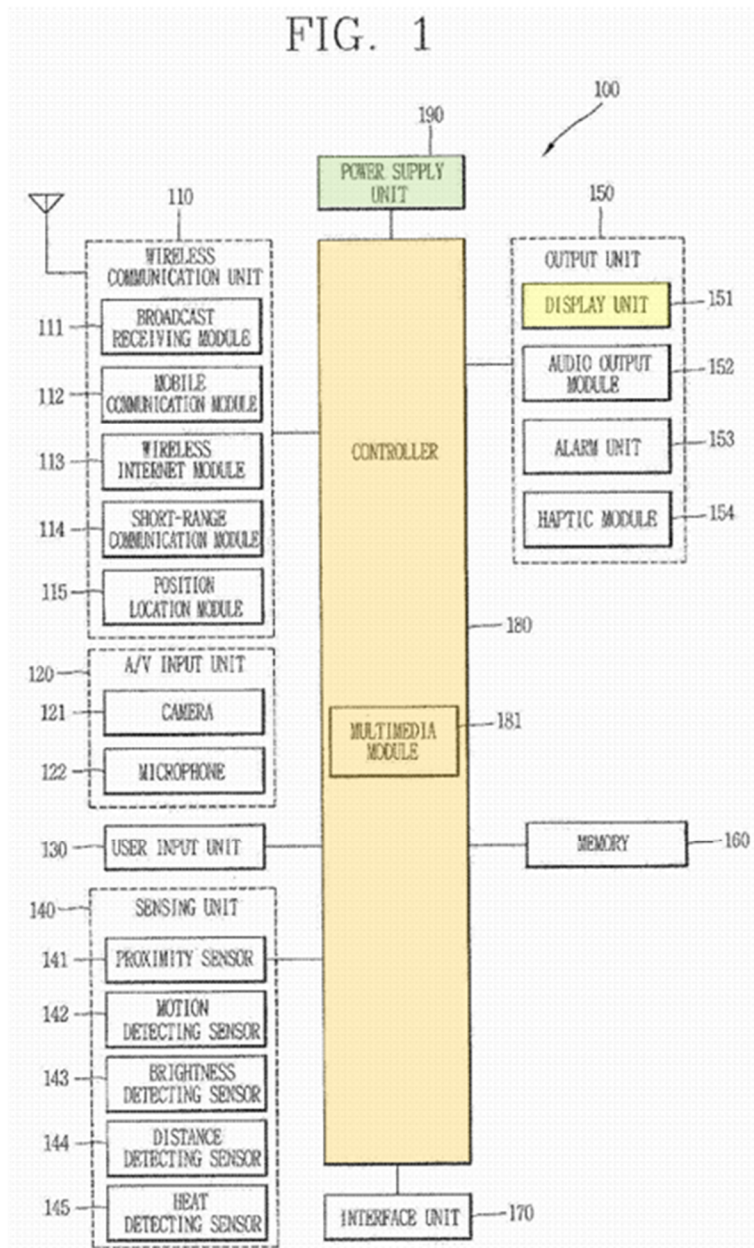 FIG. 1
100
190
POWER SUPPLY
UNIT
110
WIRELESS
COMMUNICATION UNIT
111
BROADCAST
RECEIVING MODULE
112
MOBILE
COMMUNICATION MODULE
113
WIRELESS
INTERNET MODULE
114
SHORT-RANGE
COMMUNICATION MODULE
115
POSITION
LOCATION MODULE
120
A/V INPUT UNIT
121
CAMERA
122
MICROPHONE
130
USER INPUT UNIT
140
SENSING UNIT
141
PROXIMITY SENSOR
142
MOTION
DETECTING SENSOR
143
BRIGHTNESS
DETECTING SENSOR
144
DISTANCE
DETECTING SENSOR
145
HEAT
DETECTING SENSOR
CONTROLLER
180
MULTIMEDIA
MODULE
181
INTERFACE UNIT
170
150
OUTPUT UNIT
DISPLAY UNIT
151
AUDIO OUTPUT
MODULE
152
ALARM UNIT
153
HAPTIC MODULE
154
MEMORY
160